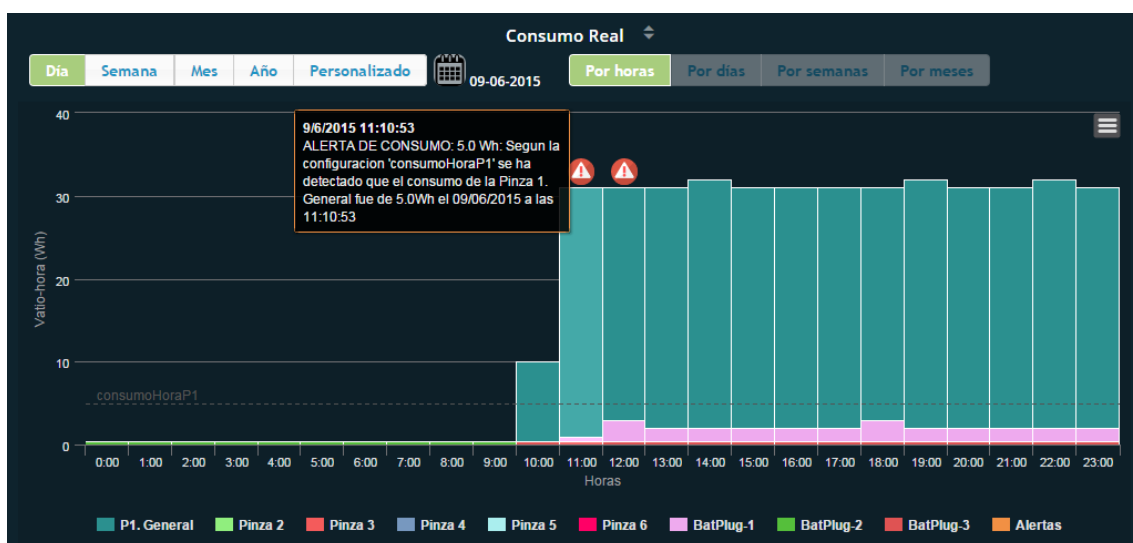 Consumo Real
Día Semana Mes Año Personalizado 09-06-2015 Por horas Por días Por semanas Por meses
9/6/2015 11:10:53
ALERTA DE CONSUMO: 5.0 Wh: Segun la
configuracion 'consumoHoraP1' se ha
detectado que el consumo de la Pinza 1.
General fue de 5.0Wh el 09/06/2015 a las
11:10:53
40
30
20
10
0
Vatio-hora (Wh)
consumoHoraP1
0:00 1:00 2:00 3:00 4:00 5:00 6:00 7:00 8:00 9:00 10:00 11:00 12:00 13:00 14:00 15:00 16:00 17:00 18:00 19:00 20:00 21:00 22:00 23:00
Horas
P1. General Pinza 2 Pinza 3 Pinza 4 Pinza 5 Pinza 6 BatPlug-1 BatPlug-2 BatPlug-3 Alertas